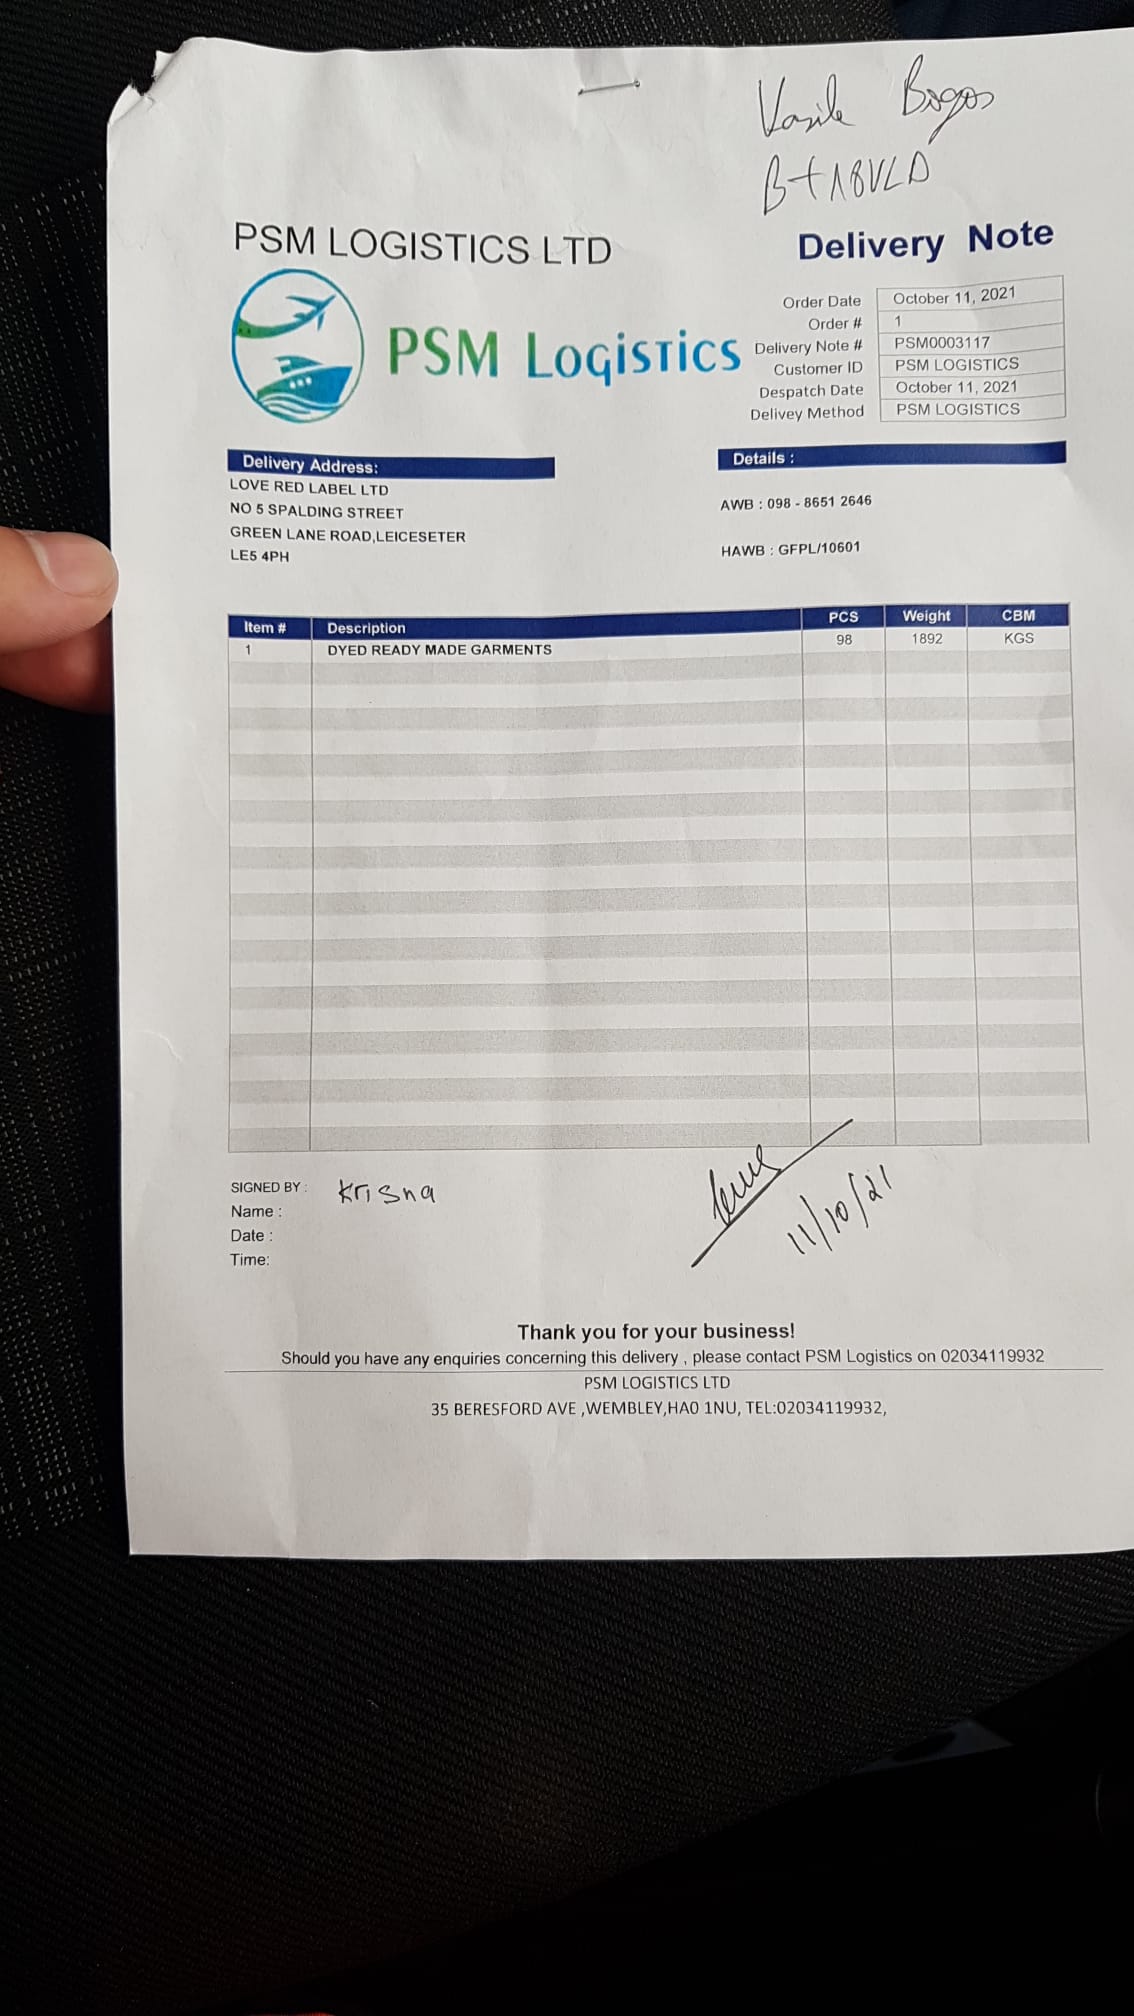 Vasile Bogos
BT18VLD
PSM LOGISTICS LTD
Delivery Note
PSM Logistics
Order Date October 11, 2021
Order # 1
Delivery Note # PSM0003117
Customer ID PSM LOGISTICS
Despatch Date October 11, 2021
Delivey Method PSM LOGISTICS
Delivery Address:
LOVE RED LABEL LTD
NO 5 SPALDING STREET
GREEN LANE ROAD,LEICESETER
LE5 4PH
Details :
AWB : 098 - 8651 2646
HAWB : GFPL/10601
Item # Description PCS Weight CBM
1 DYED READY MADE GARMENTS 98 1892 KGS
SIGNED BY : Krisna
Name :
Date :
Time:
11/10/21
Thank you for your business!
Should you have any enquiries concerning this delivery , please contact PSM Logistics on 02034119932
PSM LOGISTICS LTD
35 BERESFORD AVE ,WEMBLEY,HA0 1NU, TEL:02034119932,